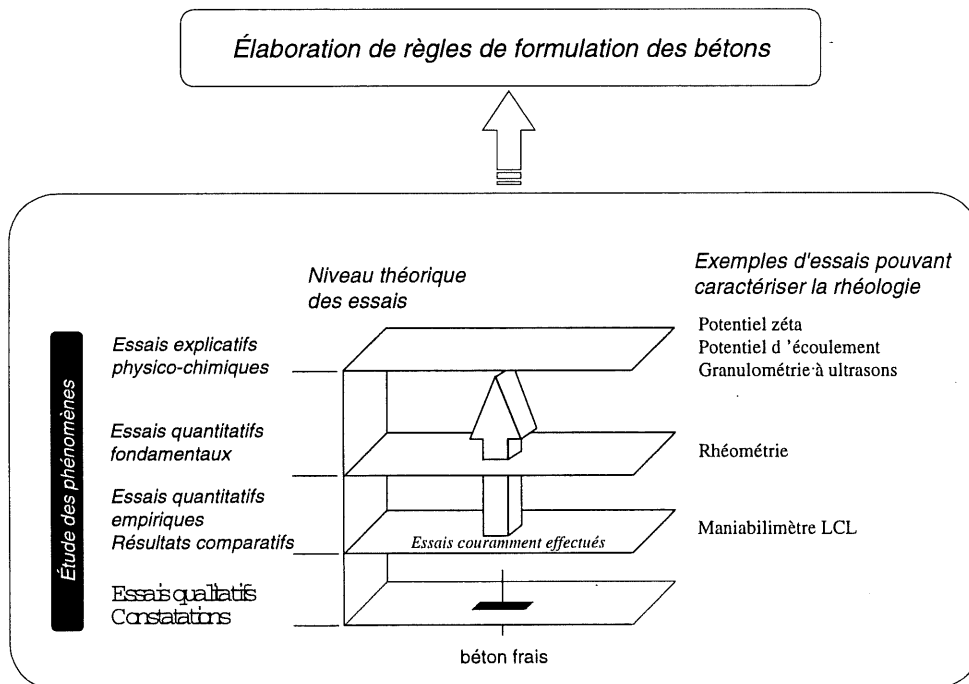 Élaboration de règles de formulation des bétons
Niveau théorique
des essais
Exemples d'essais pouvant
caractériser la rhéologie
Étude des phénomènes
Essais explicatifs
physico-chimiques
Potentiel zéta
Potentiel d 'écoulement
Granulométrie à ultrasons
Essais quantitatifs
fondamentaux
Rhéométrie
Essais quantitatifs
empiriques
Résultats comparatifs
Essais couramment effectués
Maniabilimètre LCL
Essais qualitatifs
Constatations
béton frais